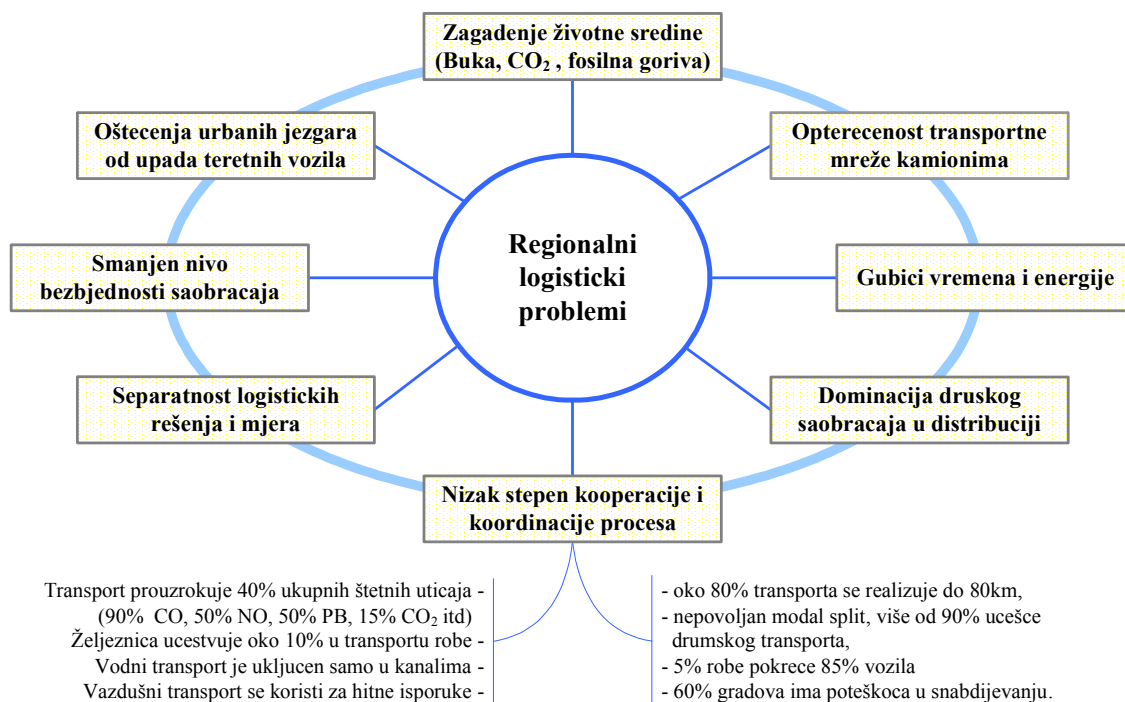 Zagađenje životne sredine
(Buka, CO₂ , fosilna goriva)
Oštecenja urbanih jezgara
od upada teretnih vozila
Opterecenost transportne
mreže kamionima
Regionalni
logisticki
problemi
Smanjen nivo
bezbjednosti saobracaja
Gubici vremena i energije
Separatnost logistickih
rešenja i mjera
Dominacija druskog
saobracaja u distribuciji
Nizak stepen kooperacije i
koordinacije procesa
Transport prouzrokuje 40% ukupnih štetnih uticaja -
(90% CO, 50% NO, 50% PB, 15% CO₂ itd)
Željeznica ucestvuje oko 10% u transportu robe -
Vodni transport je ukljucen samo u kanalima -
Vazdušni transport se koristi za hitne isporuke -
- oko 80% transporta se realizuje do 80km,
- nepovoljan modal split, više od 90% ucešce
drumskog transporta,
- 5% robe pokrece 85% vozila
- 60% gradova ima poteškoca u snabdijevanju.